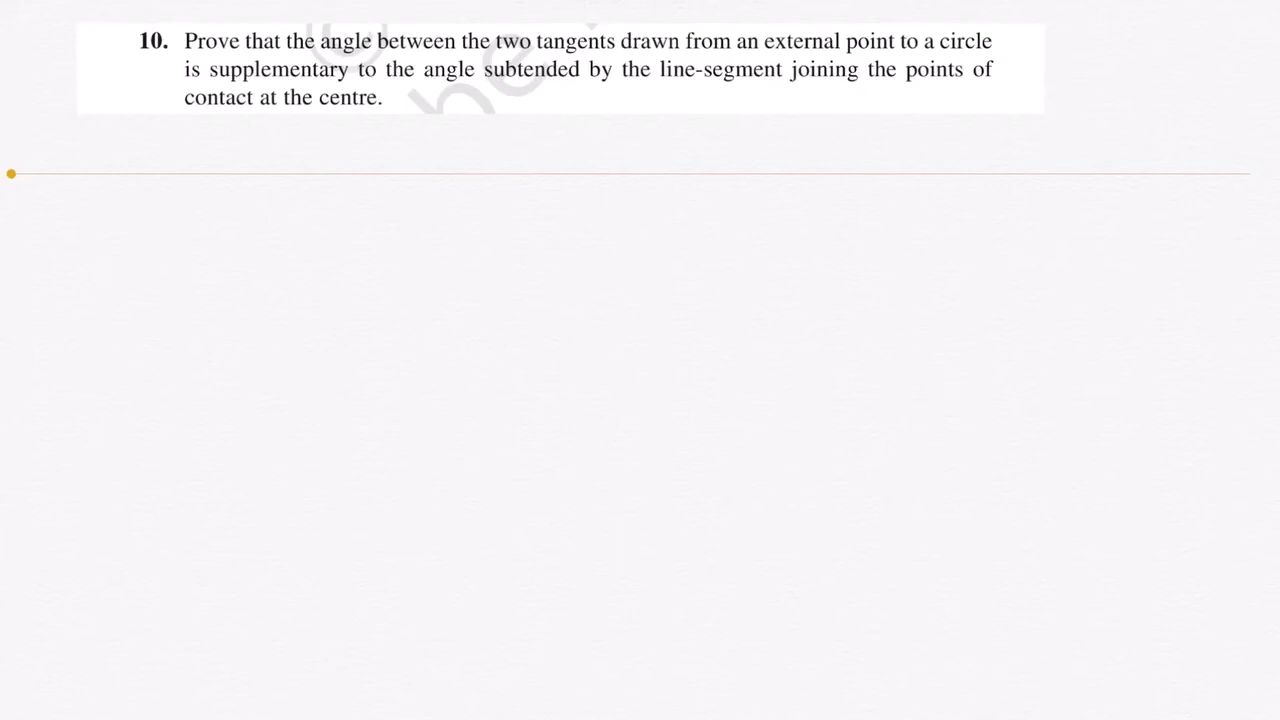 10. Prove that the angle between the two tangents drawn from an external point to a circle
is supplementary to the angle subtended by the line-segment joining the points of
contact at the centre.